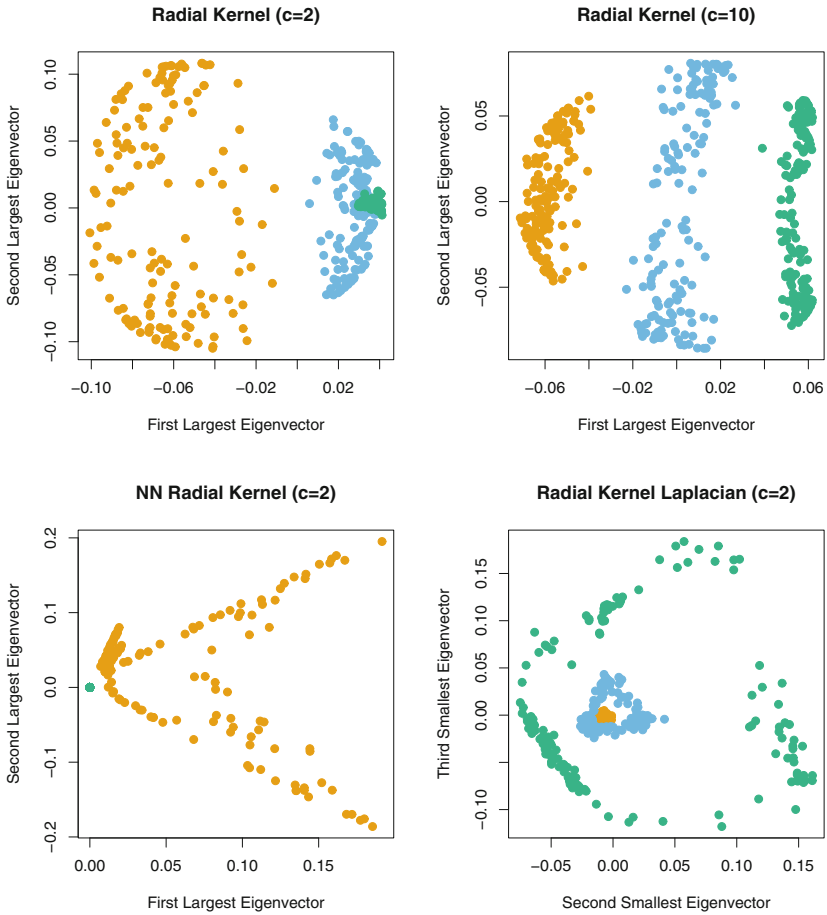 Radial Kernel (c=2)
Second Largest Eigenvector
0.10
0.05
0.00
−0.05
−0.10
−0.10 −0.06 −0.02 0.02
First Largest Eigenvector
Radial Kernel (c=10)
Second Largest Eigenvector
0.05
0.00
−0.05
−0.06 −0.02 0.02 0.06
First Largest Eigenvector
NN Radial Kernel (c=2)
Second Largest Eigenvector
0.2
0.1
0.0
−0.1
−0.2
0.00 0.05 0.10 0.15
First Largest Eigenvector
Radial Kernel Laplacian (c=2)
Third Smallest Eigenvector
0.15
0.05
0.00
−0.10
−0.05 0.00 0.05 0.10 0.15
Second Smallest Eigenvector